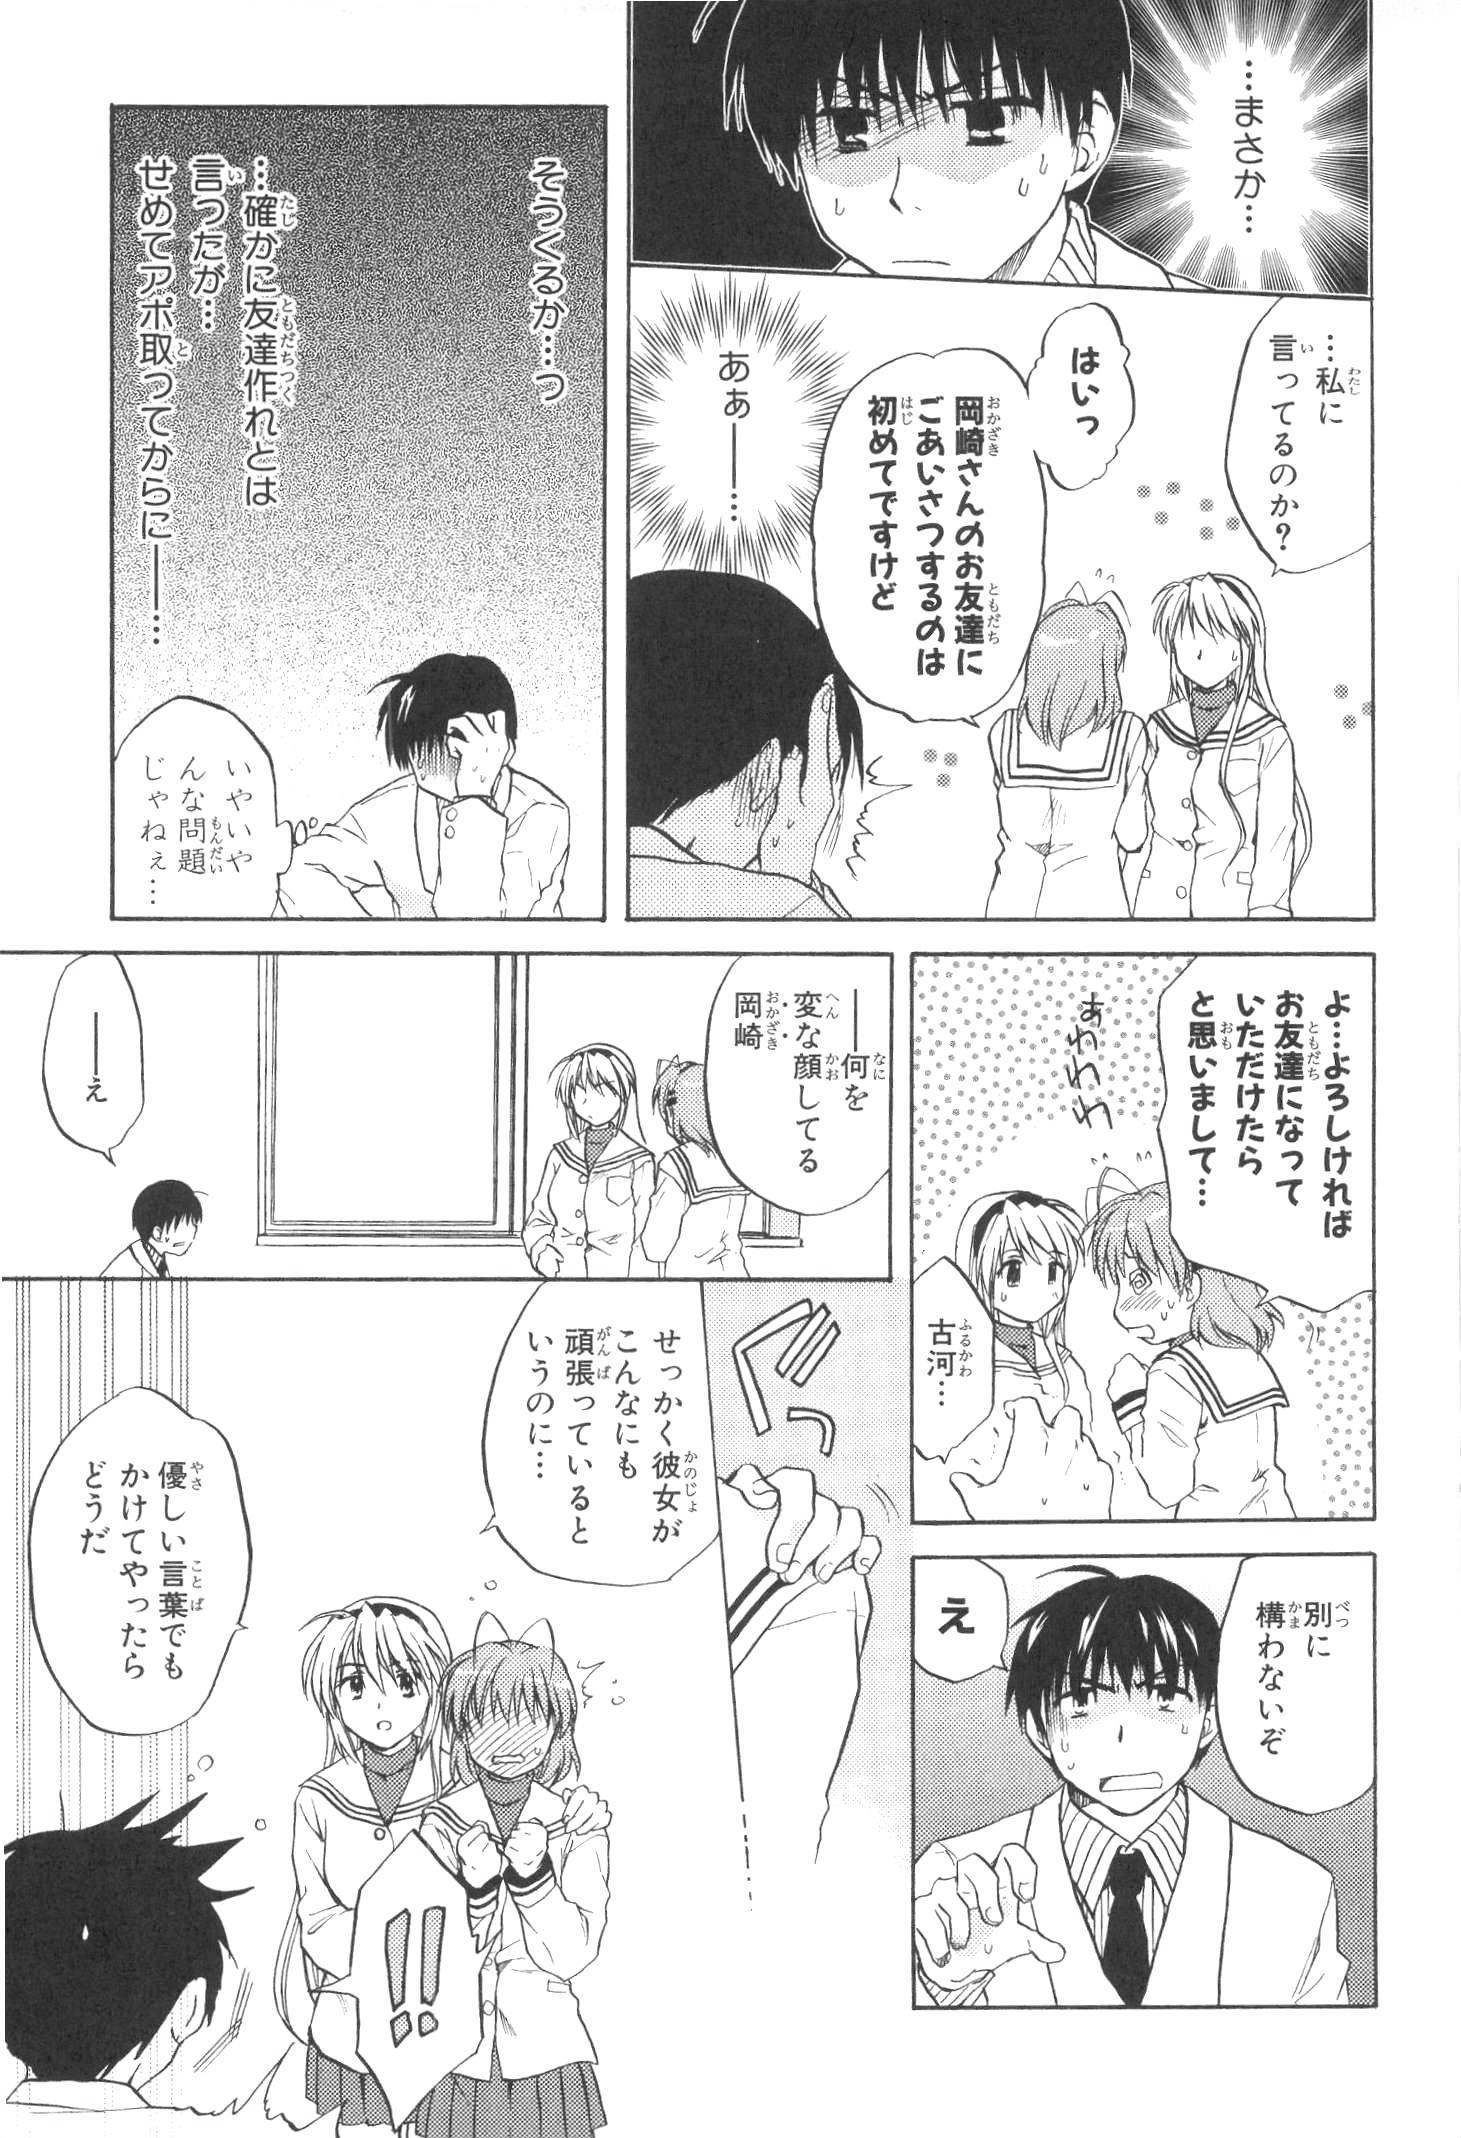 …まさか…
…私に
言ってるのか？
はいっ
岡崎さんのお友達に
ごあいさつするのは
初めてですけど
あぁ――…
そうくるか…っ
…確かに友達作れとは
言ったが…
せめてアポ取ってからに――…
いやいや
んな問題
じゃねぇ…
よ…よろしければ
お友達になって
いただけたら
と思いまして…
あわわわ
古河…
別に
構わないぞ
え
――何を
変な顔してる
岡崎
――え
ぐっ
せっかく彼女が
こんなにも
頑張っていると
いうのに…
優しい言葉でも
かけてやったら
どうだ
!!